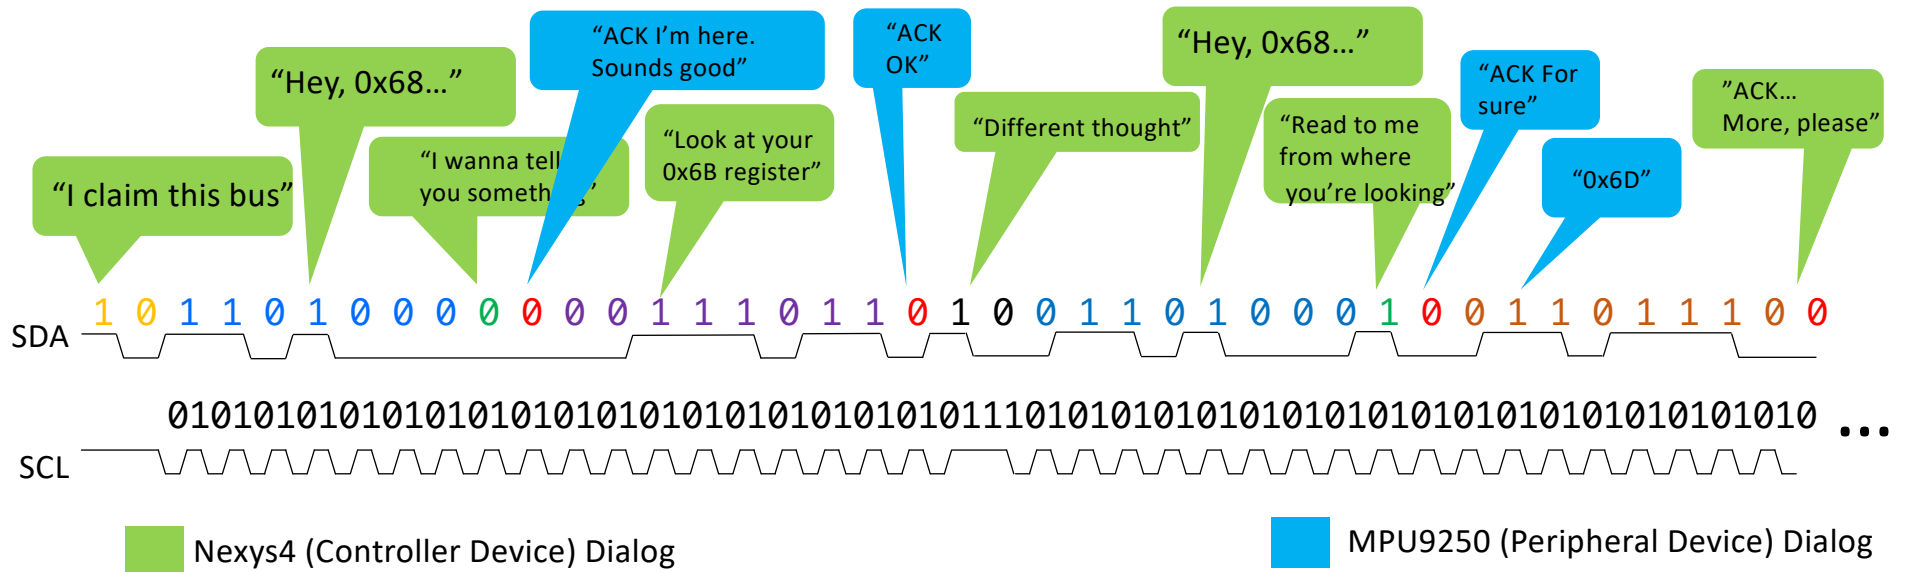 "I claim this bus"
"Hey, 0x68…"
"I wanna tell
you something"
"ACK I'm here.
Sounds good"
"Look at your
0x6B register"
"ACK
OK"
"Different thought"
"Hey, 0x68…"
"Read to me
from where
you're looking"
"ACK For
sure"
"0x6D"
"ACK…
More, please"
SDA
1 0 1 1 0 1 0 0 0 0 0 0 0 1 1 1 0 1 1 0 1 0 0 1 1 0 1 0 0 0 1 0 0 1 1 0 1 1 1 0 0
01010101010101010101010101010101010101110101010101010101010101010101010101010 ...
SCL
Nexys4 (Controller Device) Dialog
MPU9250 (Peripheral Device) Dialog